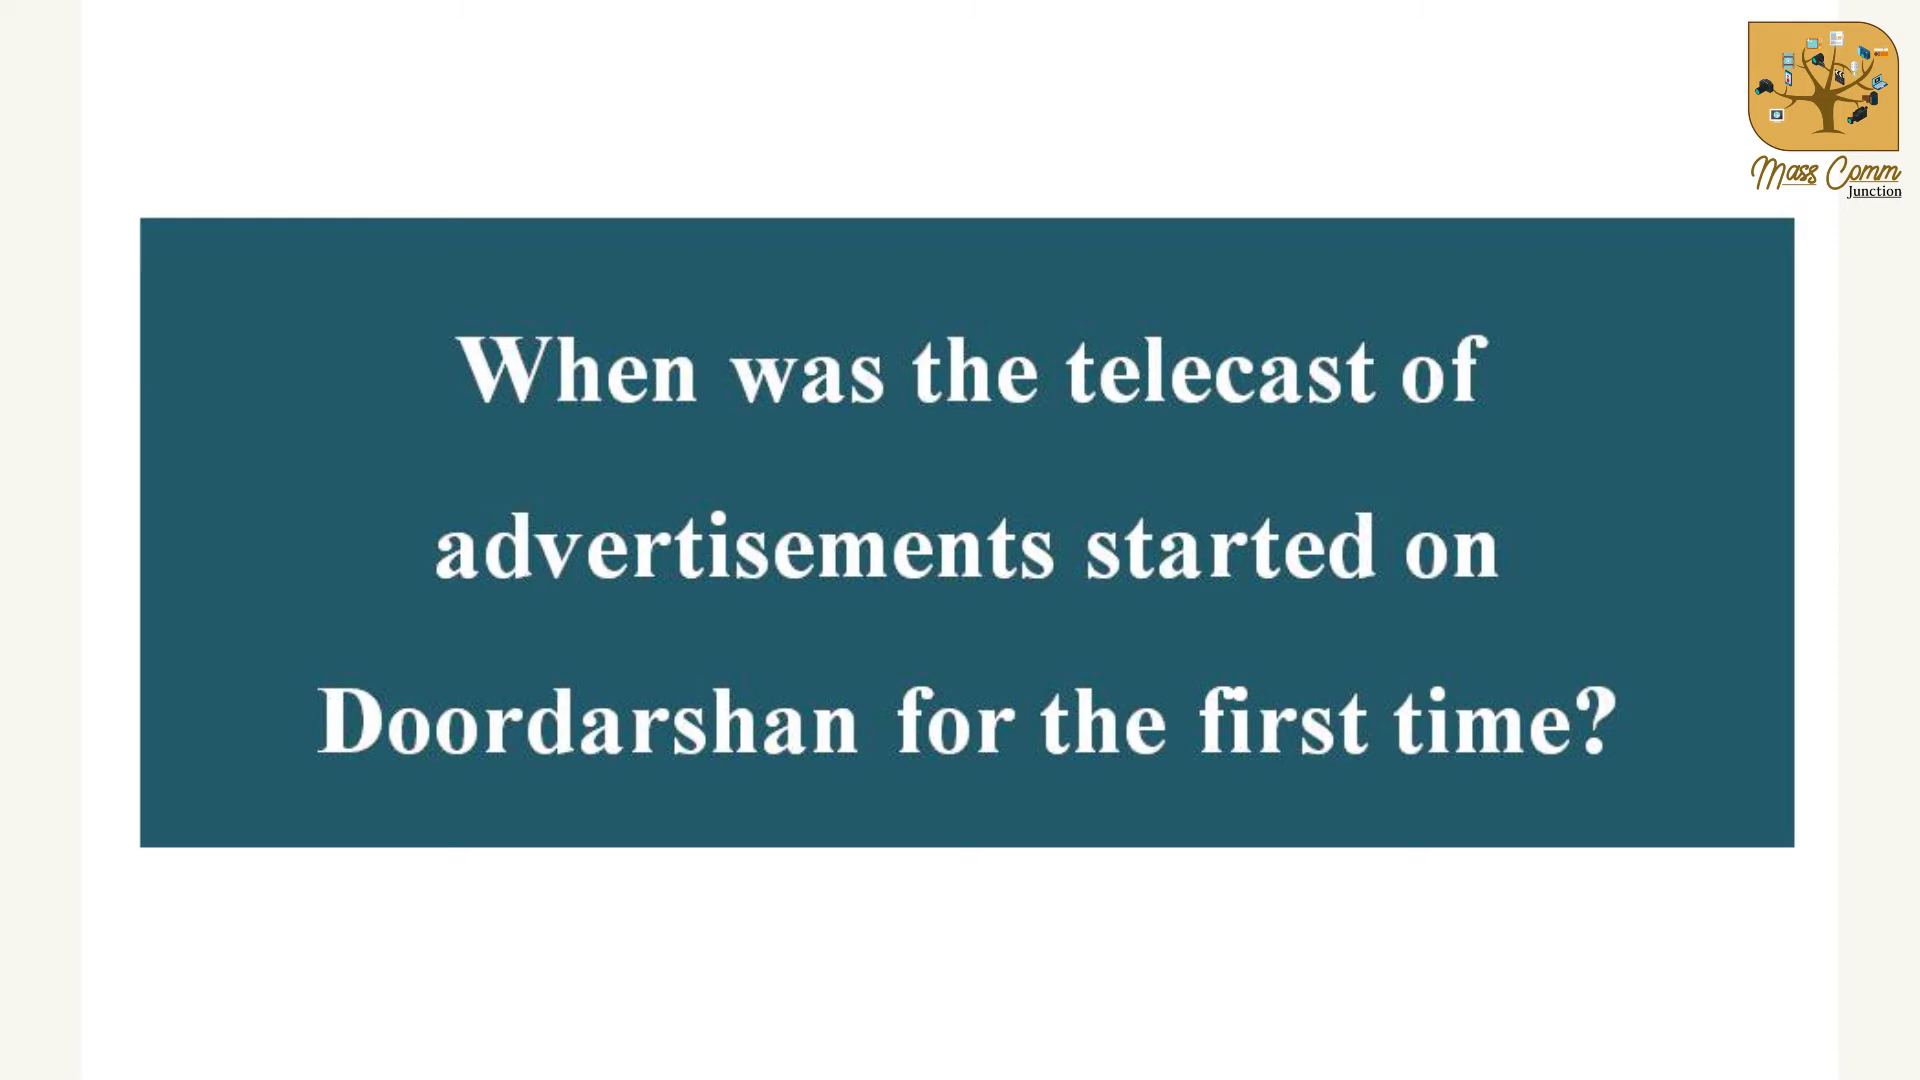 Mass Comm
Junction
When was the telecast of
advertisements started on
Doordarshan for the first time?